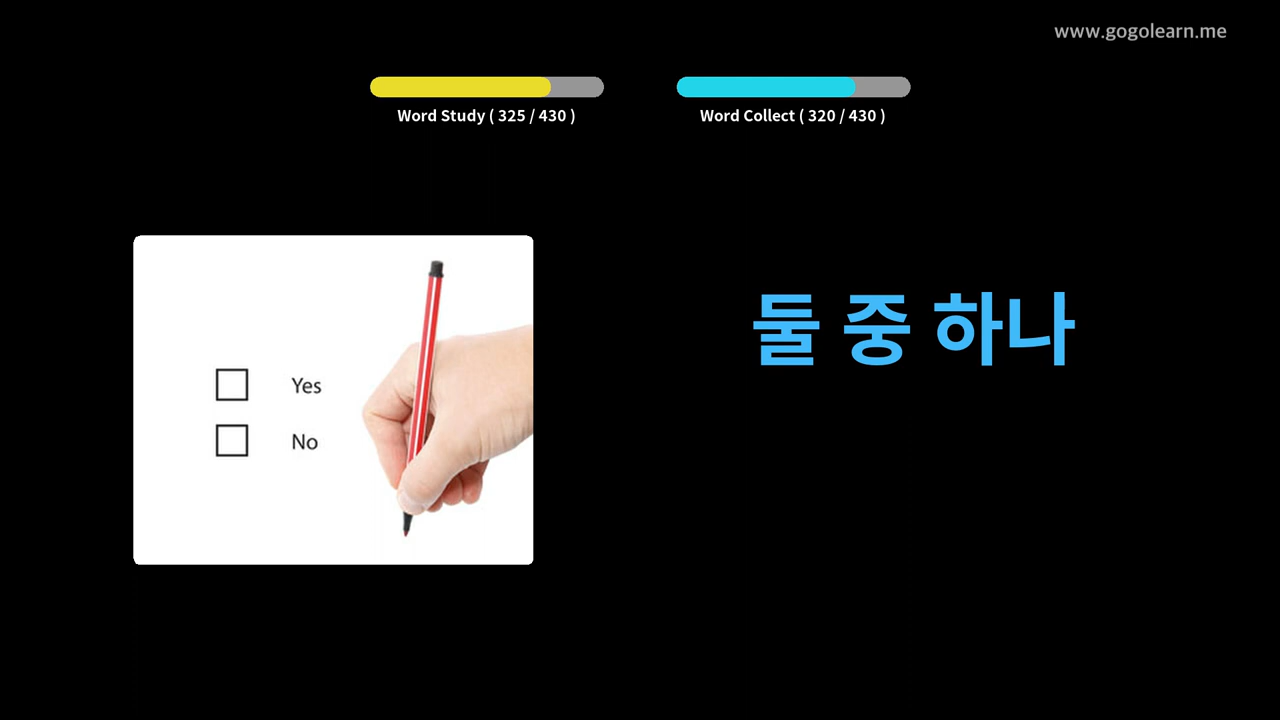 www.gogolearn.me
Word Study ( 325 / 430 )
Word Collect ( 320 / 430 )
둘 중 하나
Yes
No